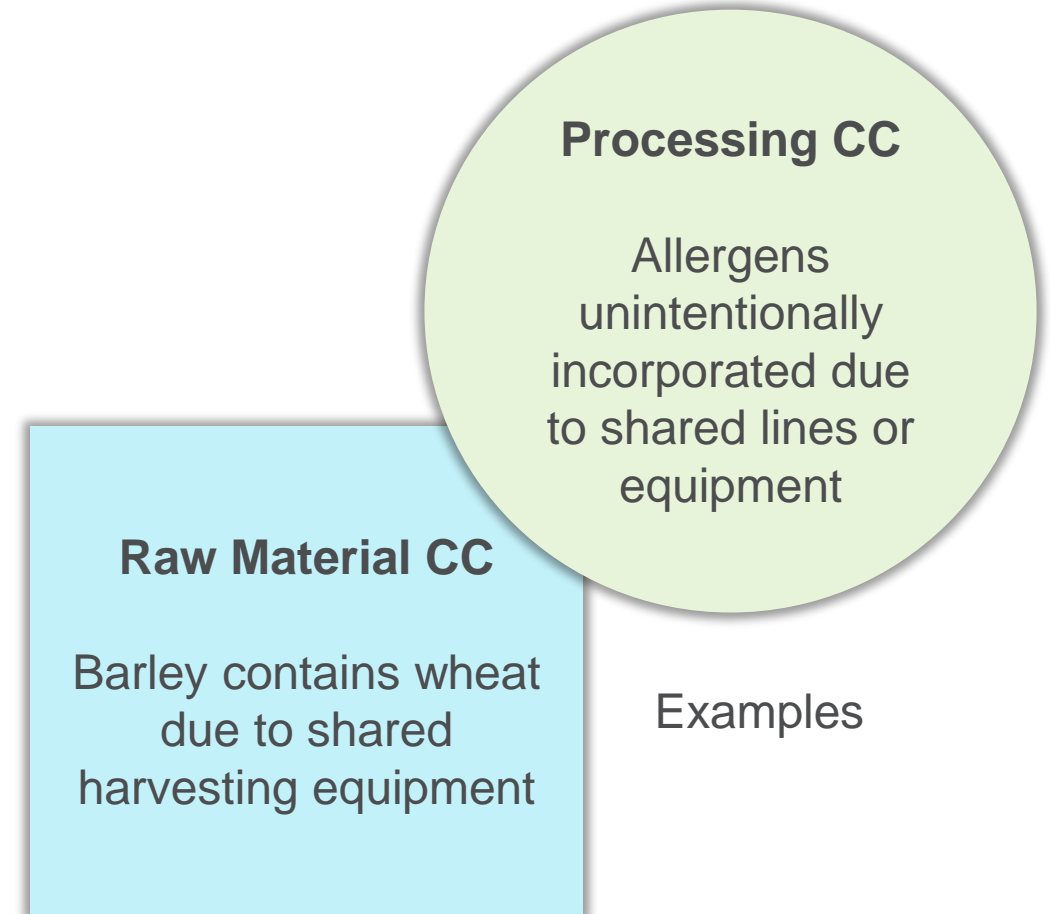 Processing CC
Allergens
unintentionally
incorporated due
to shared lines or
equipment
Raw Material CC
Barley contains wheat
due to shared
harvesting equipment
Examples